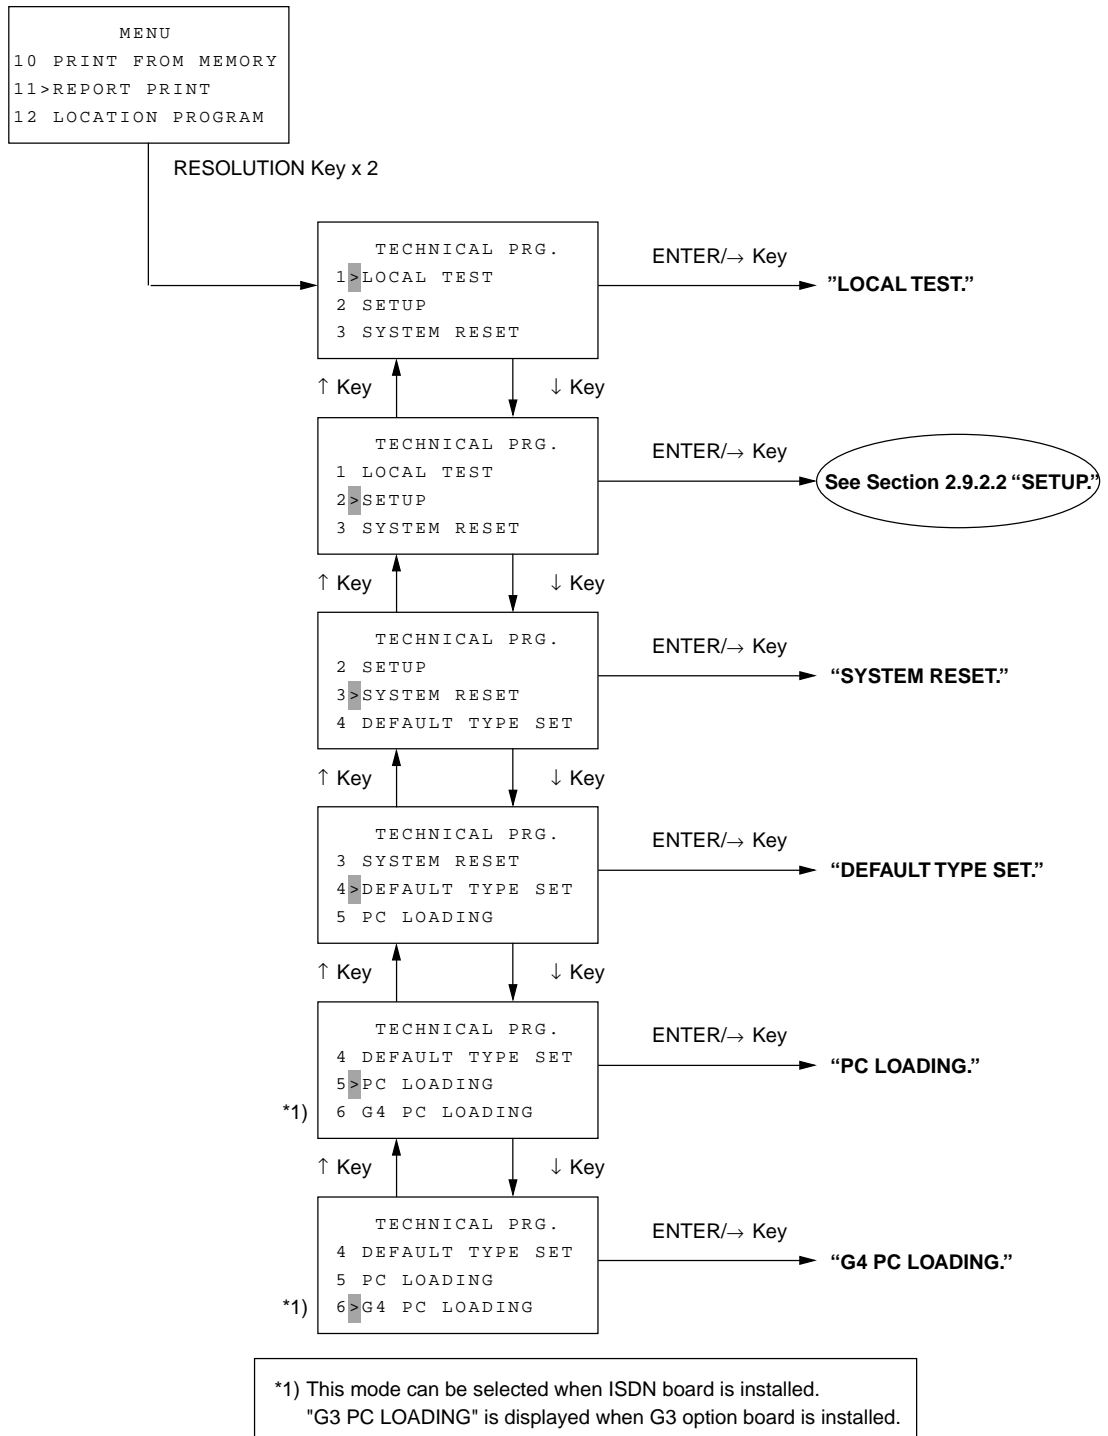 MENU
10 PRINT FROM MEMORY
11>REPORT PRINT
12 LOCATION PROGRAM
RESOLUTION Key x 2
TECHNICAL PRG.
1>LOCAL TEST
2 SETUP
3 SYSTEM RESET
ENTER/→ Key
”LOCAL TEST.”
↑ Key
↓ Key
TECHNICAL PRG.
1 LOCAL TEST
2>SETUP
3 SYSTEM RESET
ENTER/→ Key
See Section 2.9.2.2 “SETUP.”
↑ Key
↓ Key
TECHNICAL PRG.
2 SETUP
3>SYSTEM RESET
4 DEFAULT TYPE SET
ENTER/→ Key
“SYSTEM RESET.”
↑ Key
↓ Key
TECHNICAL PRG.
3 SYSTEM RESET
4>DEFAULT TYPE SET
5 PC LOADING
ENTER/→ Key
“DEFAULT TYPE SET.”
↑ Key
↓ Key
TECHNICAL PRG.
4 DEFAULT TYPE SET
5>PC LOADING
*1) 6 G4 PC LOADING
ENTER/→ Key
“PC LOADING.”
↑ Key
↓ Key
TECHNICAL PRG.
4 DEFAULT TYPE SET
5 PC LOADING
*1) 6>G4 PC LOADING
ENTER/→ Key
“G4 PC LOADING.”
*1) This mode can be selected when ISDN board is installed.
"G3 PC LOADING" is displayed when G3 option board is installed.